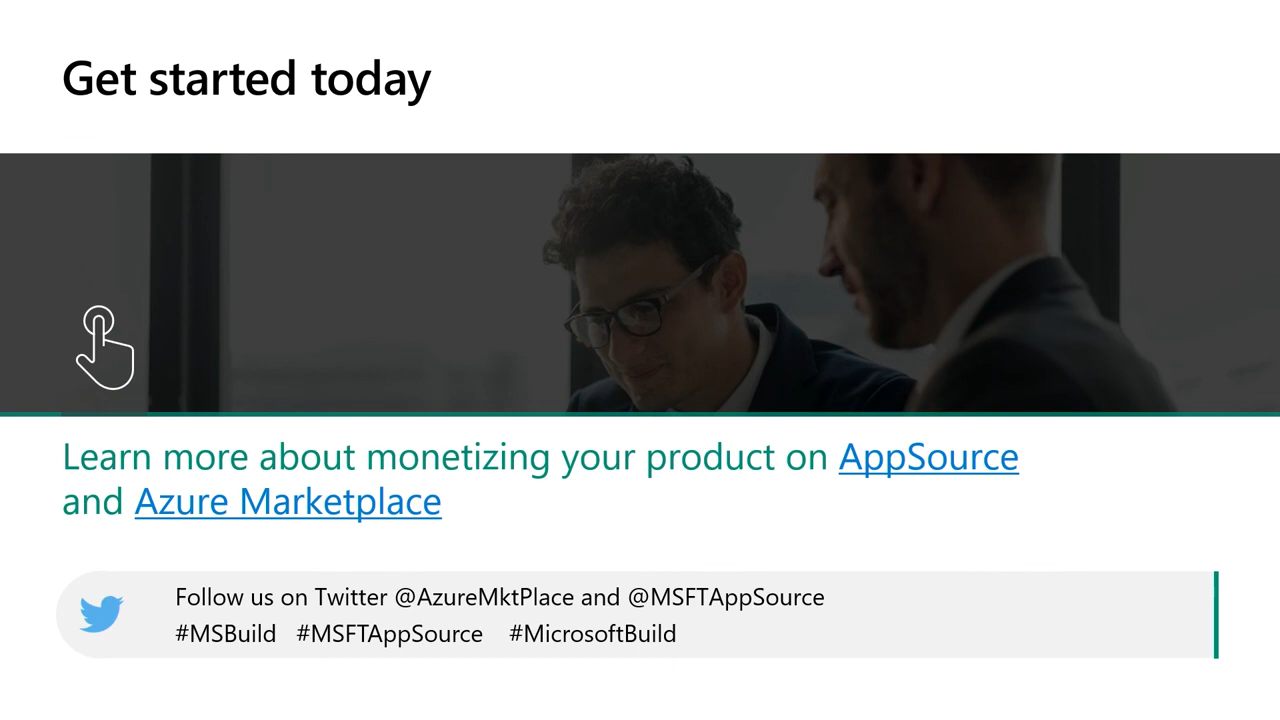 Get started today
Learn more about monetizing your product on AppSource
and Azure Marketplace
Follow us on Twitter @AzureMktPlace and @MSFTAppSource
#MSBuild #MSFTAppSource #MicrosoftBuild